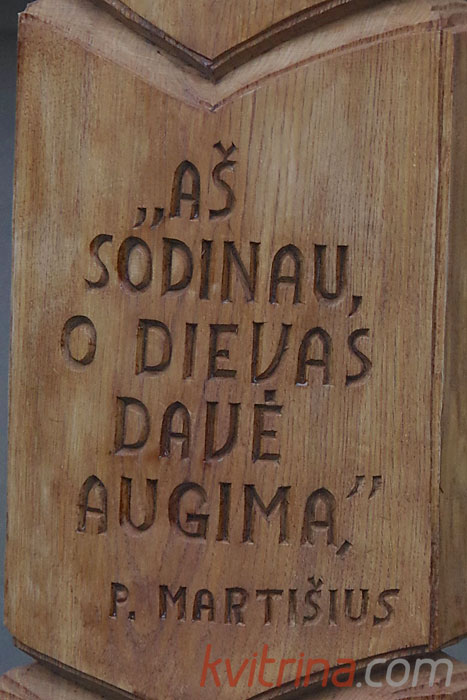 „AŠ
SODINAU,
O DIEVAS
DAVĖ
AUGIMĄ”
P. MARTIŠIUS
kvitrina.com